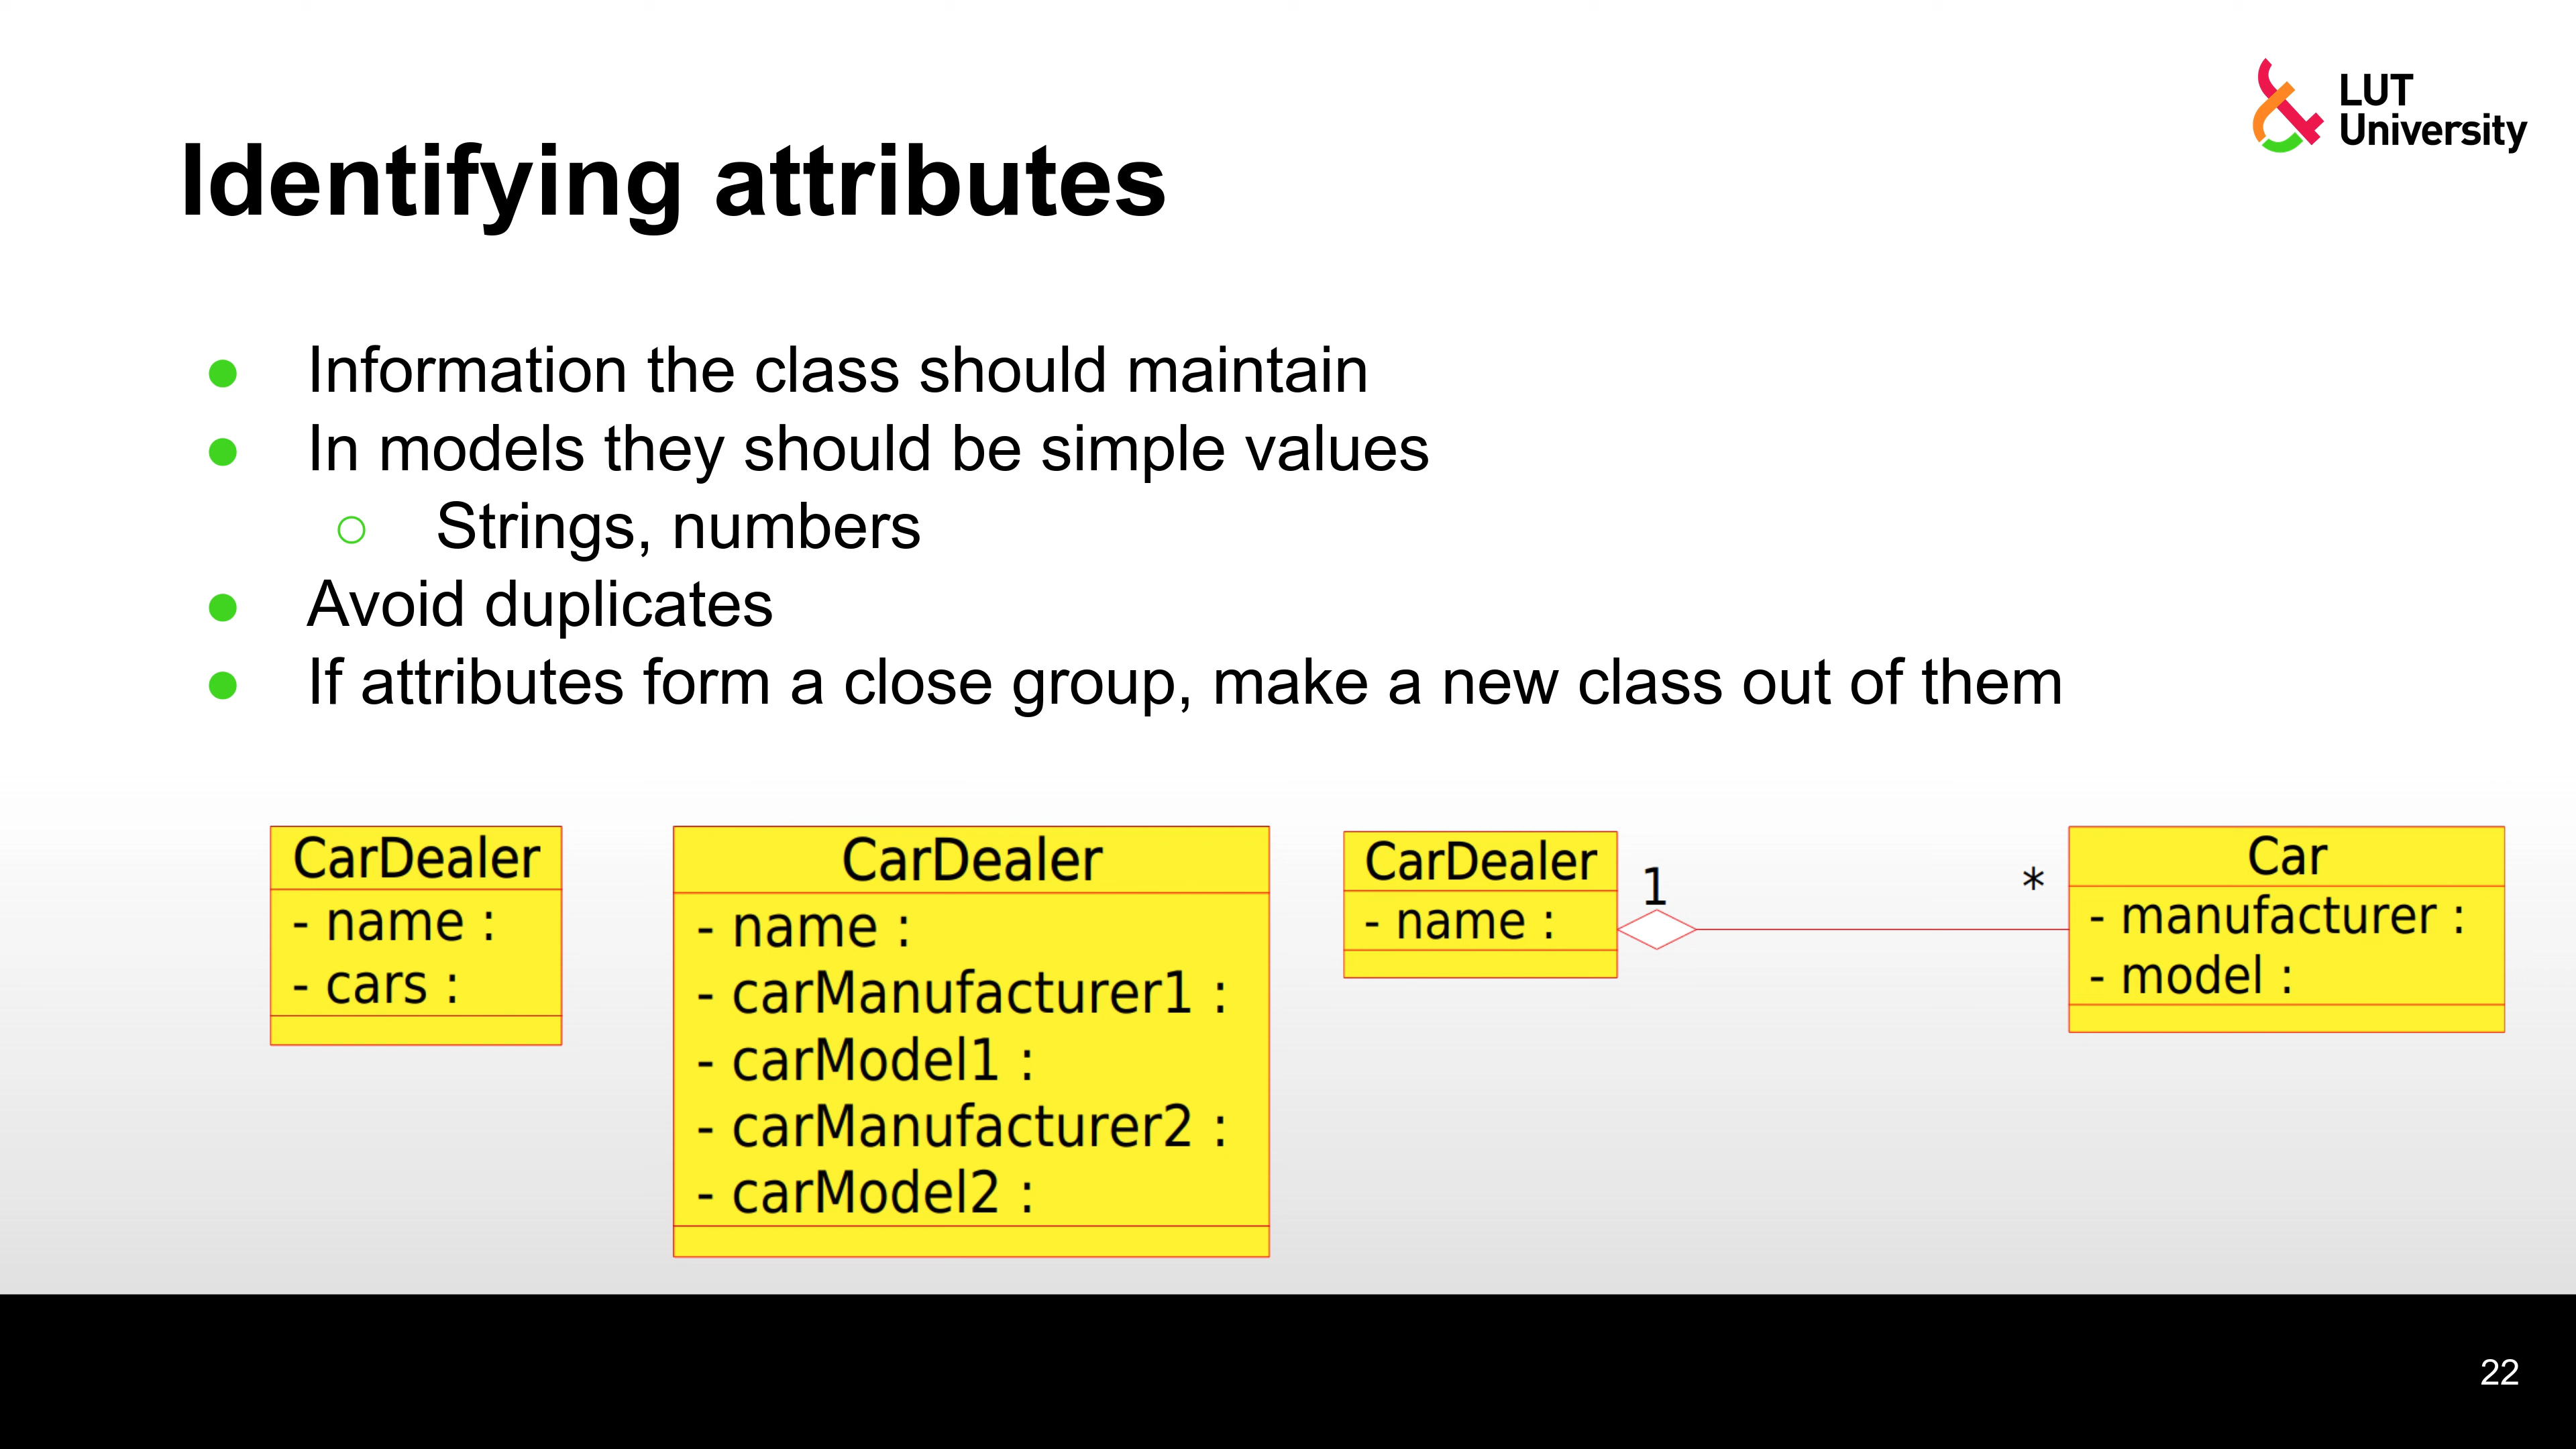 LUT
University
Identifying attributes
● Information the class should maintain
● In models they should be simple values
○ Strings, numbers
● Avoid duplicates
● If attributes form a close group, make a new class out of them
CarDealer
- name :
- cars :
CarDealer
- name :
- carManufacturer1 :
- carModel1 :
- carManufacturer2 :
- carModel2 :
CarDealer
- name :
1
*
Car
- manufacturer :
- model :
22